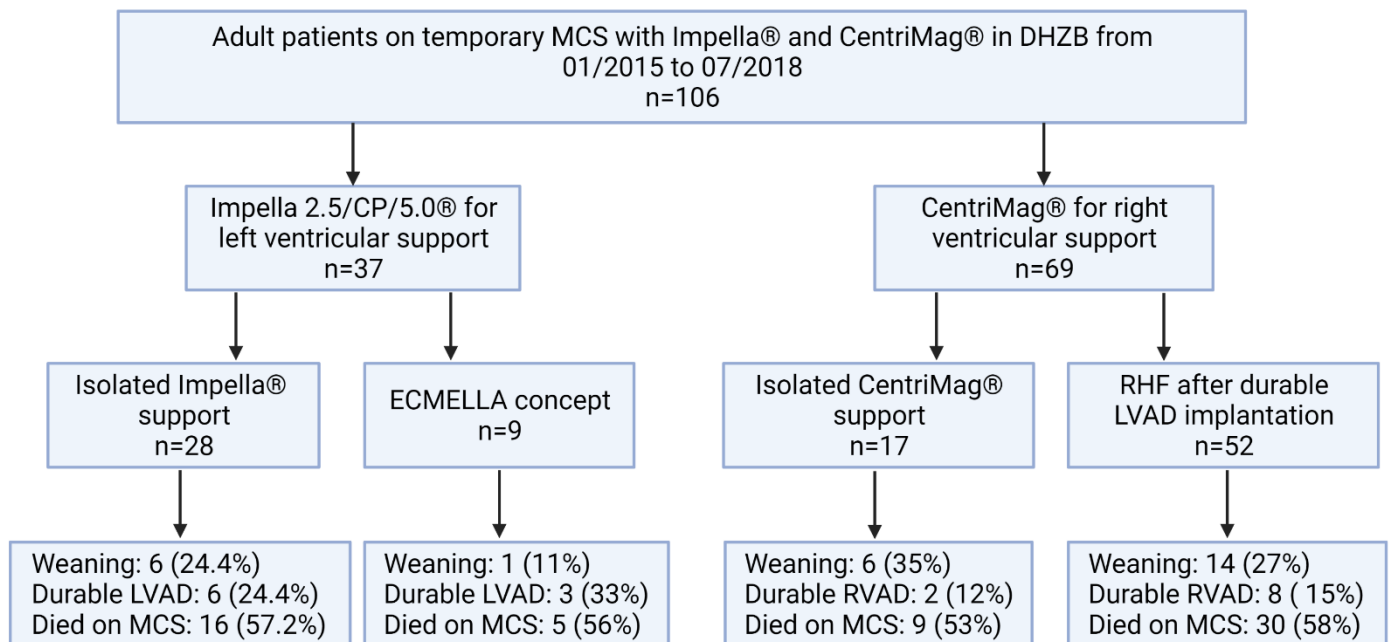 Adult patients on temporary MCS with Impella® and CentriMag® in DHZB from
01/2015 to 07/2018
n=106
Impella 2.5/CP/5.0® for
left ventricular support
n=37
CentriMag® for right
ventricular support
n=69
Isolated Impella®
support
n=28
ECMELLA concept
n=9
Isolated CentriMag®
support
n=17
RHF after durable
LVAD implantation
n=52
Weaning: 6 (24.4%)
Durable LVAD: 6 (24.4%)
Died on MCS: 16 (57.2%)
Weaning: 1 (11%)
Durable LVAD: 3 (33%)
Died on MCS: 5 (56%)
Weaning: 6 (35%)
Durable RVAD: 2 (12%)
Died on MCS: 9 (53%)
Weaning: 14 (27%)
Durable RVAD: 8 ( 15%)
Died on MCS: 30 (58%)